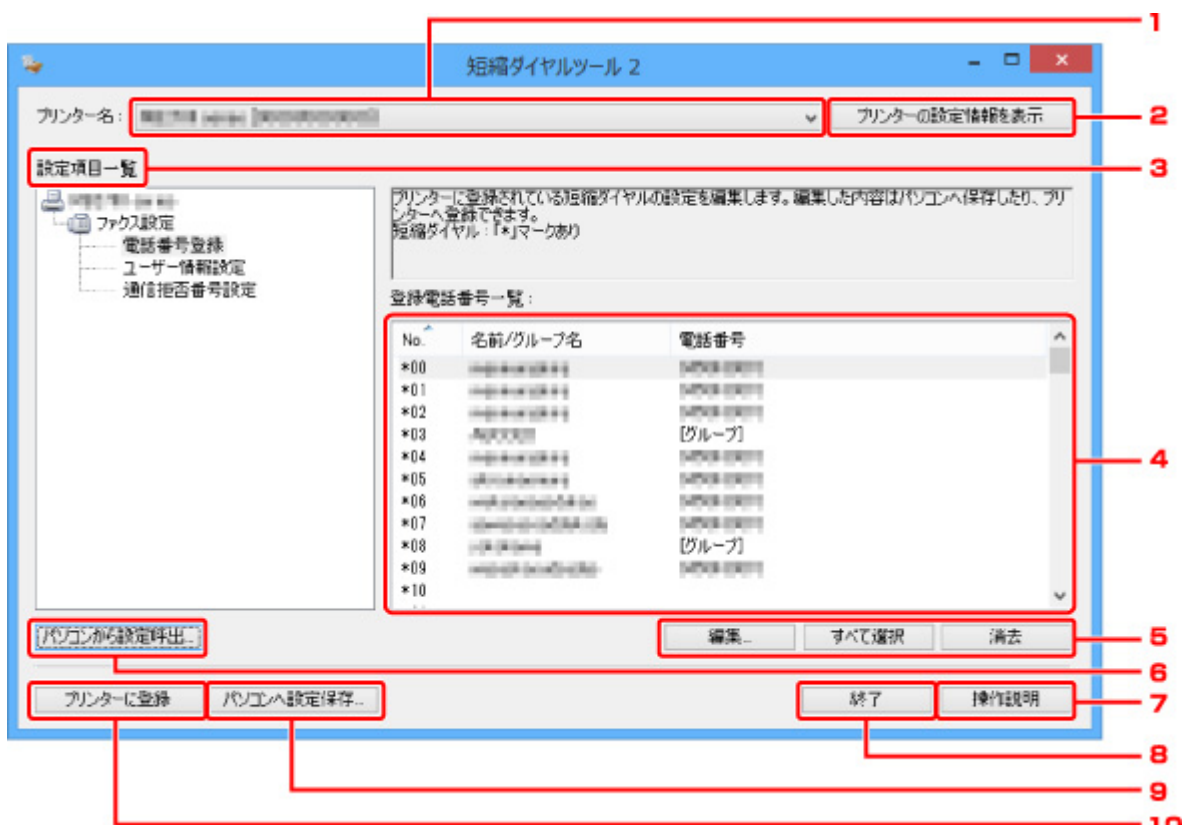 1
短縮ダイヤルツール 2
プリンター名:
プリンターの設定情報を表示
2
設定項目一覧
3
ファクス設定
電話番号登録
ユーザー情報設定
通信拒否番号設定
プリンターに登録されている短縮ダイヤルの設定を編集します。編集した内容はパソコンへ保存したり、プリ
ンターへ登録できます。
短縮ダイヤル:「*」マークあり
登録電話番号一覧:
No. 名前/グループ名 電話番号
*00
*01
*02
*03 [グループ]
*04
*05
*06
*07
*08 [グループ]
*09
*10
4
パソコンから設定呼出...
編集... すべて選択 消去
5
6
プリンターに登録 パソコンへ設定保存... 終了 操作説明
7
8
9
10